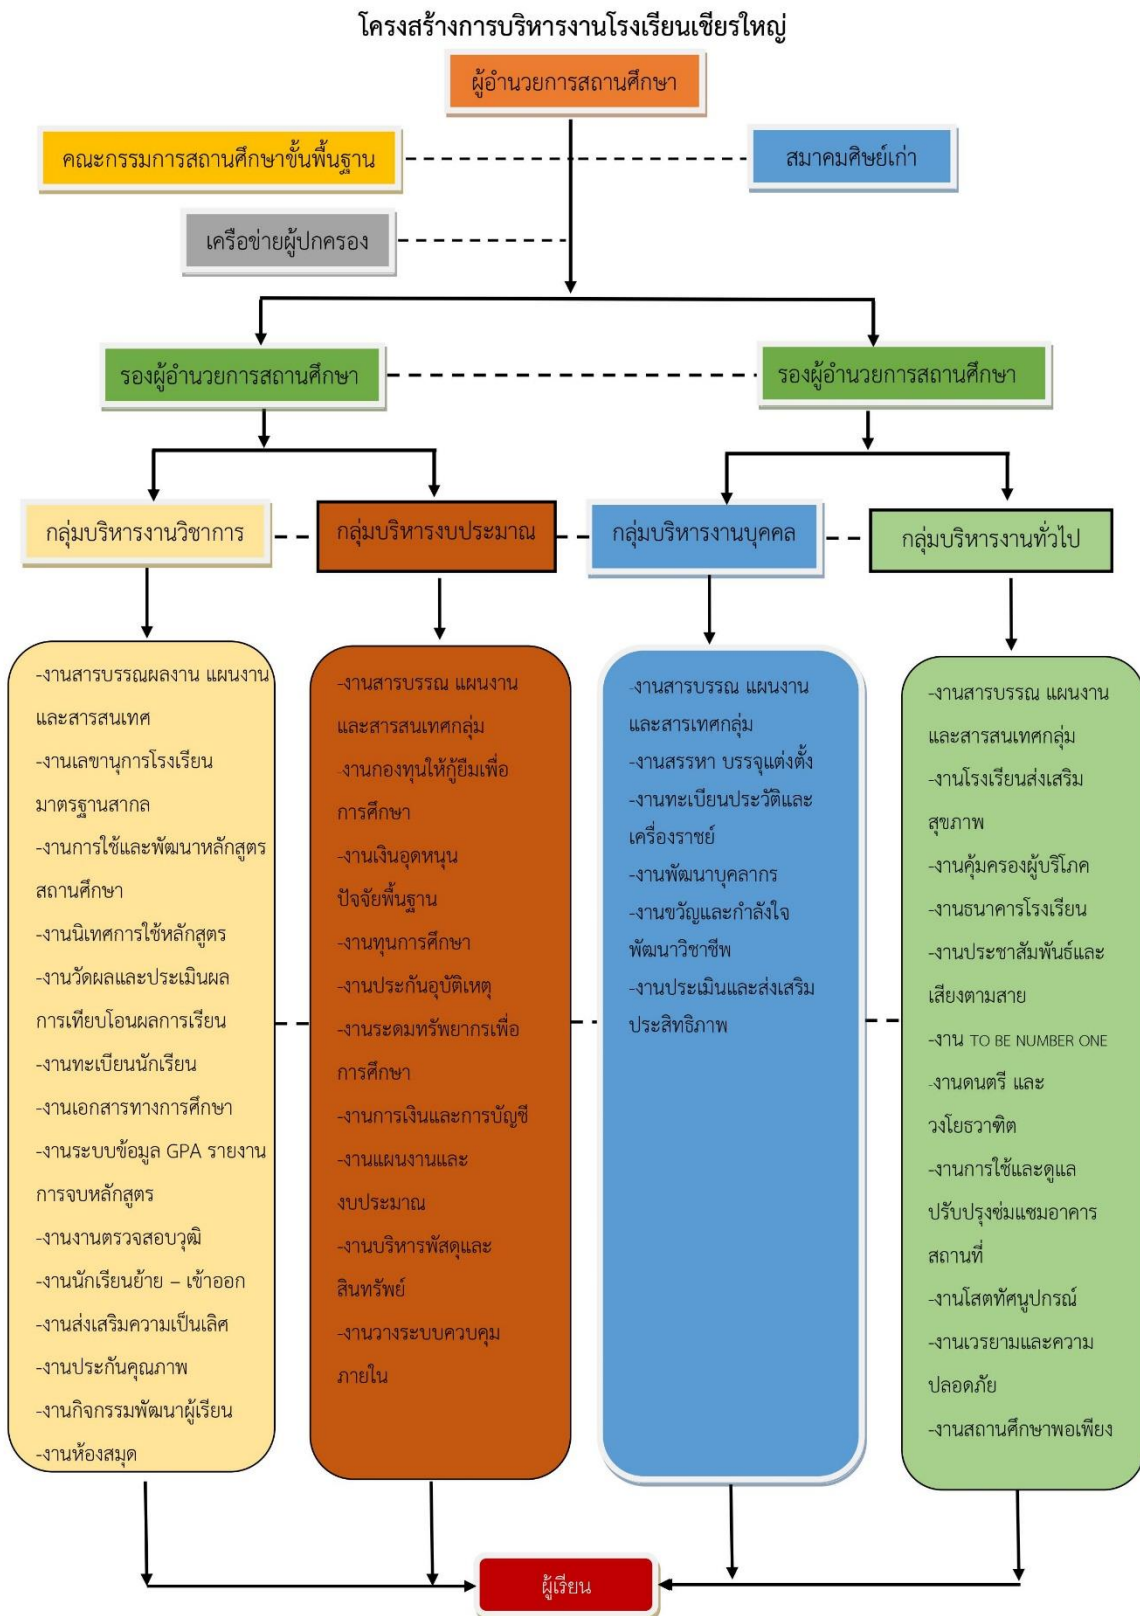 โครงสร้างการบริหารงานโรงเรียนเชียรใหญ่
ผู้อำนวยการสถานศึกษา
คณะกรรมการสถานศึกษาขั้นพื้นฐาน
สมาคมศิษย์เก่า
เครือข่ายผู้ปกครอง
รองผู้อำนวยการสถานศึกษา
รองผู้อำนวยการสถานศึกษา
กลุ่มบริหารงานวิชาการ
กลุ่มบริหารงบประมาณ
กลุ่มบริหารงานบุคคล
กลุ่มบริหารงานทั่วไป
-งานสารบรรณผลงาน แผนงาน
และสารสนเทศ
-งานเลขานุการโรงเรียน
มาตรฐานสากล
-งานการใช้และพัฒนาหลักสูตร
สถานศึกษา
-งานนิเทศการใช้หลักสูตร
-งานวัดผลและประเมินผล
การเทียบโอนผลการเรียน
-งานทะเบียนนักเรียน
-งานเอกสารทางการศึกษา
-งานระบบข้อมูล GPA รายงาน
การจบหลักสูตร
-งานงานตรวจสอบวุฒิ
-งานนักเรียนย้าย – เข้าออก
-งานส่งเสริมความเป็นเลิศ
-งานประกันคุณภาพ
-งานกิจกรรมพัฒนาผู้เรียน
-งานห้องสมุด
-งานสารบรรณ แผนงาน
และสารสนเทศกลุ่ม
-งานกองทุนให้กู้ยืมเพื่อ
การศึกษา
-งานเงินอุดหนุน
ปัจจัยพื้นฐาน
-งานทุนการศึกษา
-งานประกันอุบัติเหตุ
-งานระดมทรัพยากรเพื่อ
การศึกษา
-งานการเงินและการบัญชี
-งานแผนงานและ
งบประมาณ
-งานบริหารพัสดุและ
สินทรัพย์
-งานวางระบบควบคุม
ภายใน
-งานสารบรรณ แผนงาน
และสารเทศกลุ่ม
-งานสรรหา บรรจุแต่งตั้ง
-งานทะเบียนประวัติและ
เครื่องราชย์
-งานพัฒนาบุคลากร
-งานขวัญและกำลังใจ
พัฒนาวิชาชีพ
-งานประเมินและส่งเสริม
ประสิทธิภาพ
-งานสารบรรณ แผนงาน
และสารสนเทศกลุ่ม
-งานโรงเรียนส่งเสริม
สุขภาพ
-งานคุ้มครองผู้บริโภค
-งานธนาคารโรงเรียน
-งานประชาสัมพันธ์และ
เสียงตามสาย
-งาน TO BE NUMBER ONE
-งานดนตรี และ
วงโยธวาฑิต
-งานการใช้และดูแล
ปรับปรุงซ่มแซมอาคาร
สถานที่
-งานโสตทัศนูปกรณ์
-งานเวรยามและความ
ปลอดภัย
-งานสถานศึกษาพอเพียง
ผู้เรียน